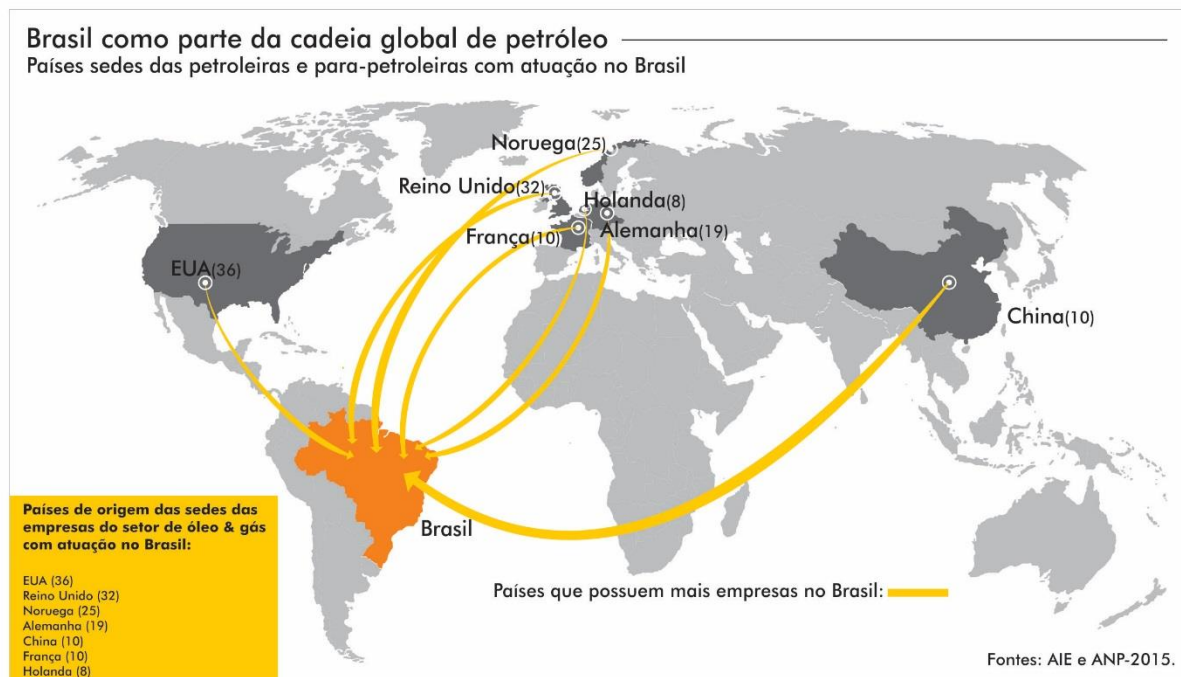 Brasil como parte da cadeia global de petróleo
Países sedes das petroleiras e para-petroleiras com atuação no Brasil
Noruega(25)
Reino Unido(32)
Holanda(8)
França(10)
Alemanha(19)
EUA(36)
China(10)
Brasil
Países de origem das sedes das
empresas do setor de óleo & gás
com atuação no Brasil:
EUA (36)
Reino Unido (32)
Noruega (25)
Alemanha (19)
China (10)
França (10)
Holanda (8)
Países que possuem mais empresas no Brasil:
Fontes: AIE e ANP-2015.